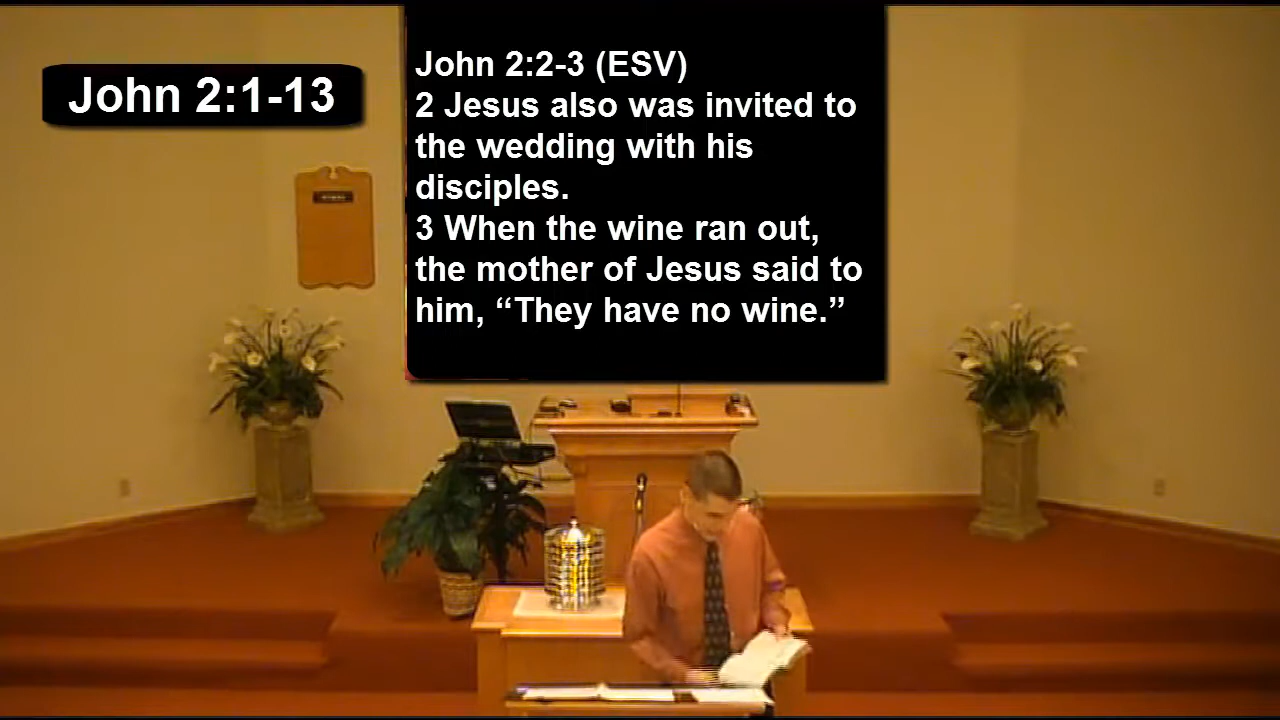 John 2:1-13
John 2:2-3 (ESV)
2 Jesus also was invited to
the wedding with his
disciples.
3 When the wine ran out,
the mother of Jesus said to
him, “They have no wine.”